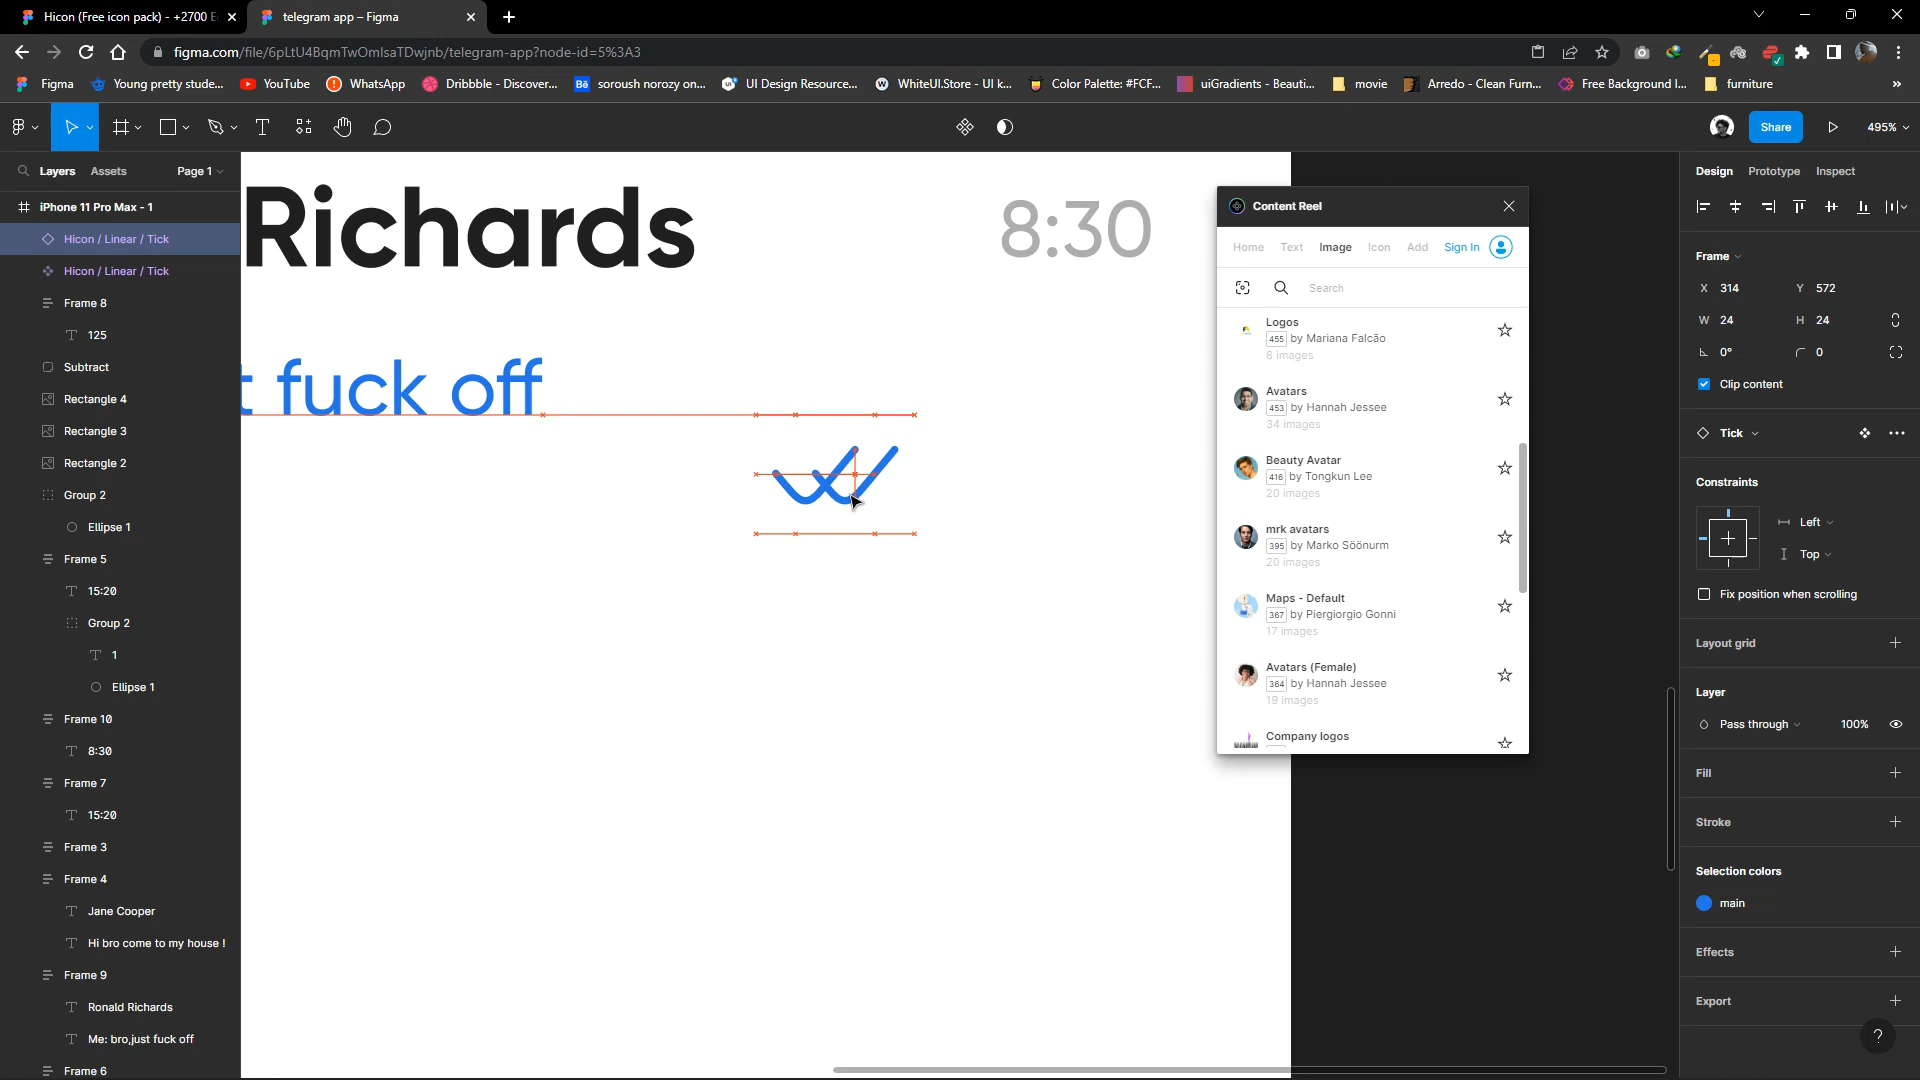 Hicon (Free icon pack) - +2700 E
telegram app – Figma
figma.com/file/6pLtU4BqmTwOmlsaTDwjnb/telegram-app?node-id=5%3A3
Figma
Young pretty stude...
YouTube
WhatsApp
Dribbble - Discover...
Bē
soroush norozy on...
UI Design Resource...
WhiteUI.Store - UI k...
Color Palette: #FCF...
uiGradients - Beauti...
movie
Arredo - Clean Furn...
Free Background I...
furniture
Share
495%
Layers
Assets
Page 1
iPhone 11 Pro Max - 1
Hicon / Linear / Tick
Hicon / Linear / Tick
Frame 8
125
Subtract
Rectangle 4
Rectangle 3
Rectangle 2
Group 2
Ellipse 1
Frame 5
15:20
Group 2
1
Ellipse 1
Frame 10
8:30
Frame 7
15:20
Frame 3
Frame 4
Jane Cooper
Hi bro come to my house !
Frame 9
Ronald Richards
Me: bro,just fuck off
Frame 6
Richards
8:30
t fuck off
Content Reel
Home
Text
Image
Icon
Add
Sign In
Search
Logos
455 by Mariana Falcão
8 images
Avatars
453 by Hannah Jessee
34 images
Beauty Avatar
416 by Tongkun Lee
20 images
mrk avatars
395 by Marko Söönurm
20 images
Maps - Default
367 by Piergiorgio Gonni
17 images
Avatars (Female)
364 by Hannah Jessee
19 images
Company logos
Design
Prototype
Inspect
Frame
X 314
Y 572
W 24
H 24
0°
0
Clip content
Tick
Constraints
Left
Top
Fix position when scrolling
Layout grid
Layer
Pass through
100%
Fill
Stroke
Selection colors
main
Effects
Export
?